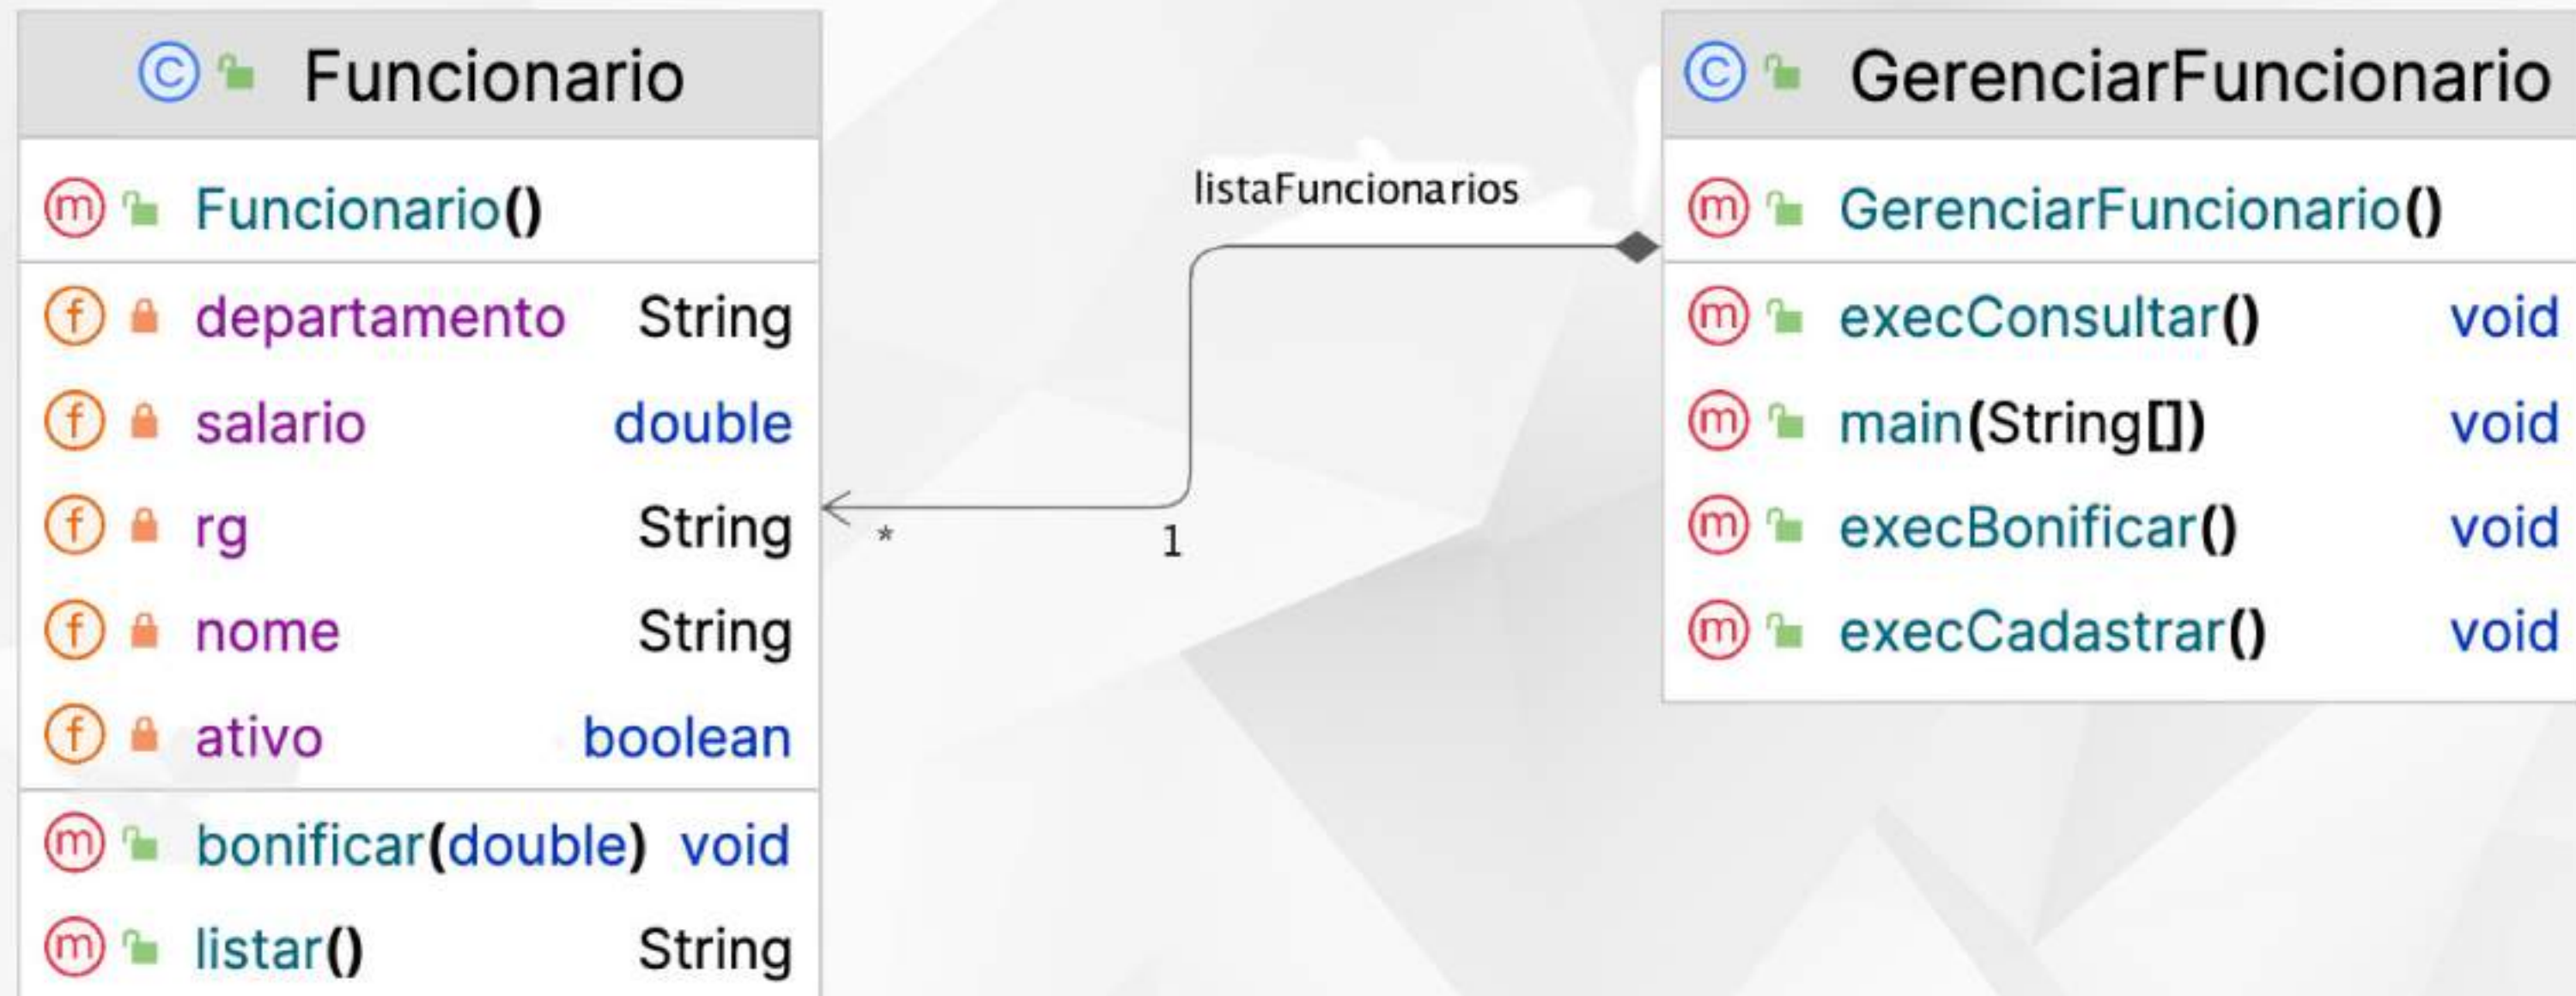 Funcionario
Funcionario()
departamento String
salario double
rg String
nome String
ativo boolean
bonificar(double) void
listar() String
listaFuncionarios
* 1
GerenciarFuncionario
GerenciarFuncionario()
execConsultar() void
main(String[]) void
execBonificar() void
execCadastrar() void